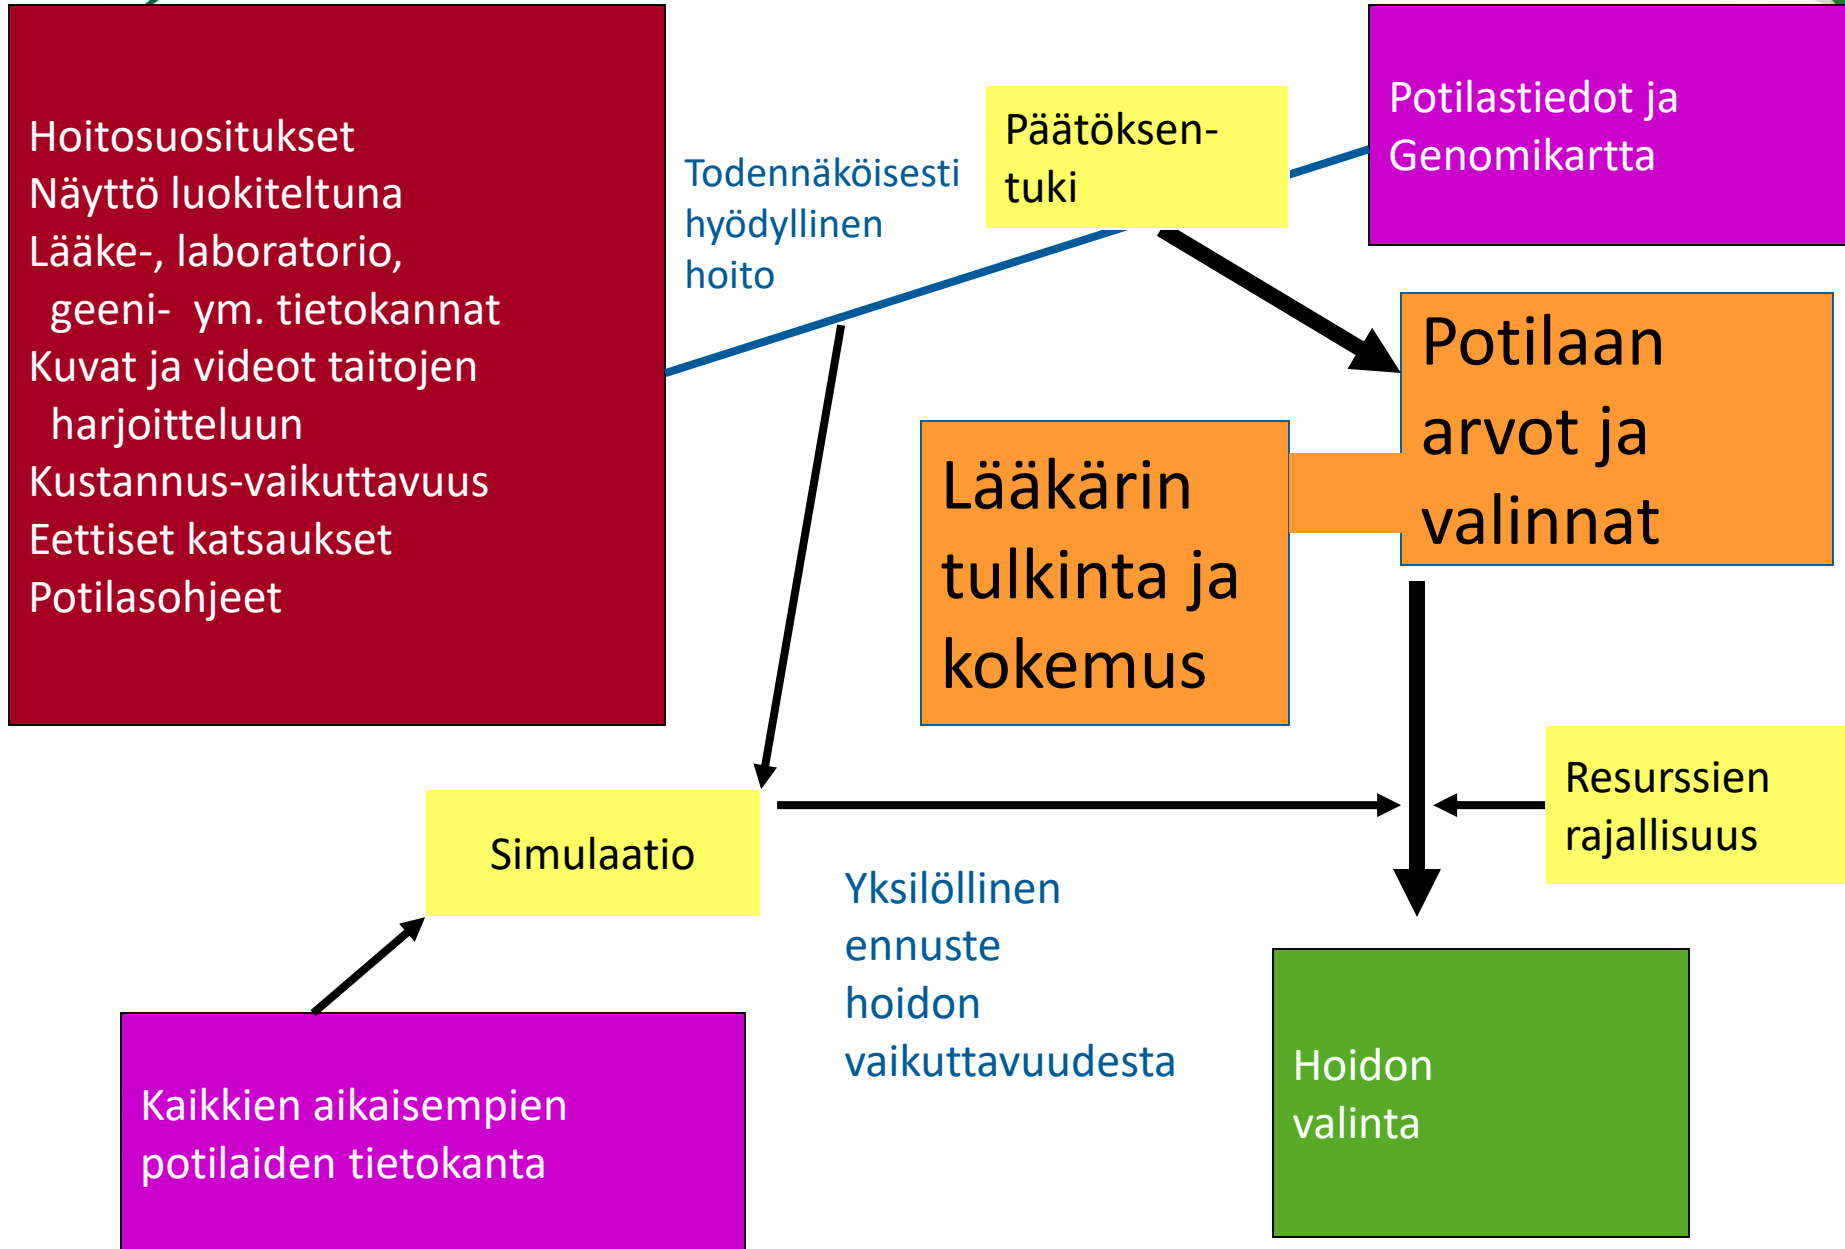 Hoitosuositukset
Näyttö luokiteltuna
Lääke-, laboratorio,
geeni- ym. tietokannat
Kuvat ja videot taitojen
harjoitteluun
Kustannus-vaikuttavuus
Eettiset katsaukset
Potilasohjeet
Todennäköisesti
hyödyllinen
hoito
Päätöksen-
tuki
Potilastiedot ja
Genomikartta
Potilaan
arvot ja
valinnat
Lääkärin
tulkinta ja
kokemus
Resurssien
rajallisuus
Simulaatio
Yksilöllinen
ennuste
hoidon
vaikuttavuudesta
Kaikkien aikaisempien
potilaiden tietokanta
Hoidon
valinta